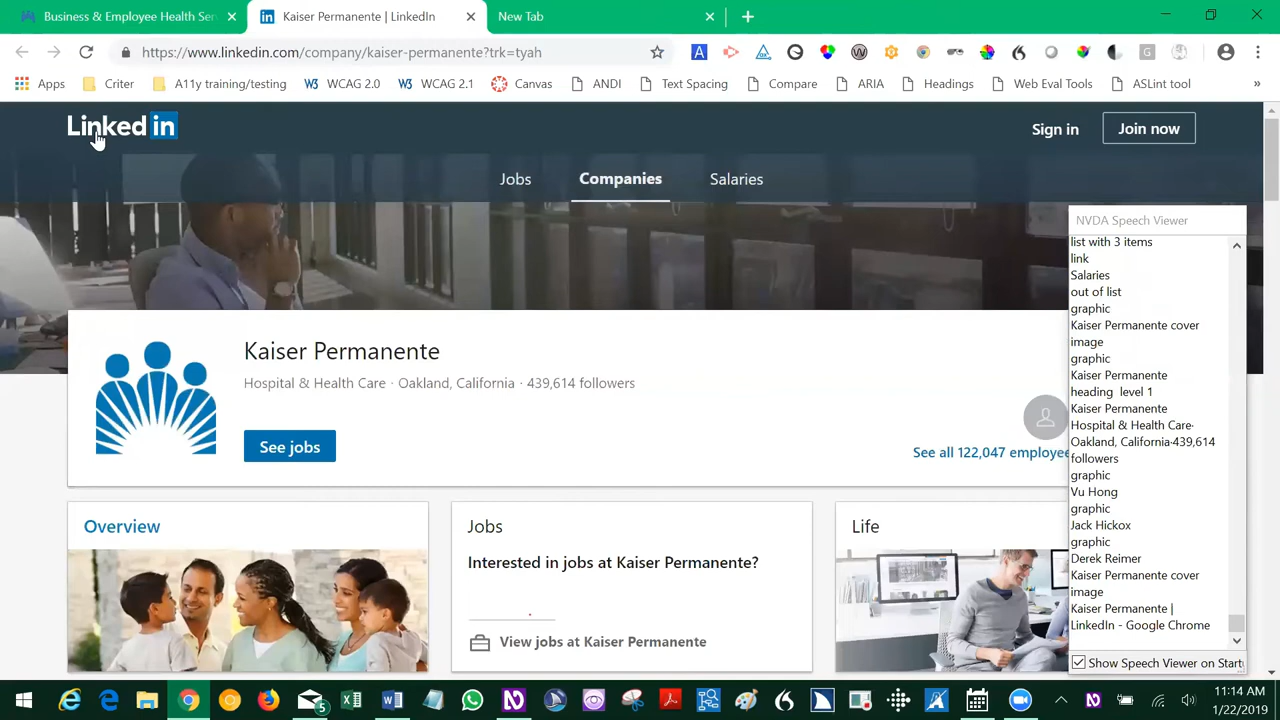 Business & Employee Health Ser
Kaiser Permanente | LinkedIn
New Tab
https://www.linkedin.com/company/kaiser-permanente?trk=tyah
Apps
Criter
A11y training/testing
W3 WCAG 2.0
W3 WCAG 2.1
Canvas
ANDI
Text Spacing
Compare
ARIA
Headings
Web Eval Tools
ASLint tool
»
Linked in
Sign in
Join now
Jobs
Companies
Salaries
Kaiser Permanente
Hospital & Health Care · Oakland, California · 439,614 followers
See jobs
See all 122,047 employee
Overview
Jobs
Interested in jobs at Kaiser Permanente?
View jobs at Kaiser Permanente
Life
NVDA Speech Viewer
list with 3 items
link
Salaries
out of list
graphic
Kaiser Permanente cover
image
graphic
Kaiser Permanente
heading level 1
Kaiser Permanente
Hospital & Health Care·
Oakland, California·439,614
followers
graphic
Vu Hong
graphic
Jack Hickox
graphic
Derek Reimer
Kaiser Permanente cover
image
Kaiser Permanente |
LinkedIn - Google Chrome
Show Speech Viewer on Start
11:14 AM
1/22/2019